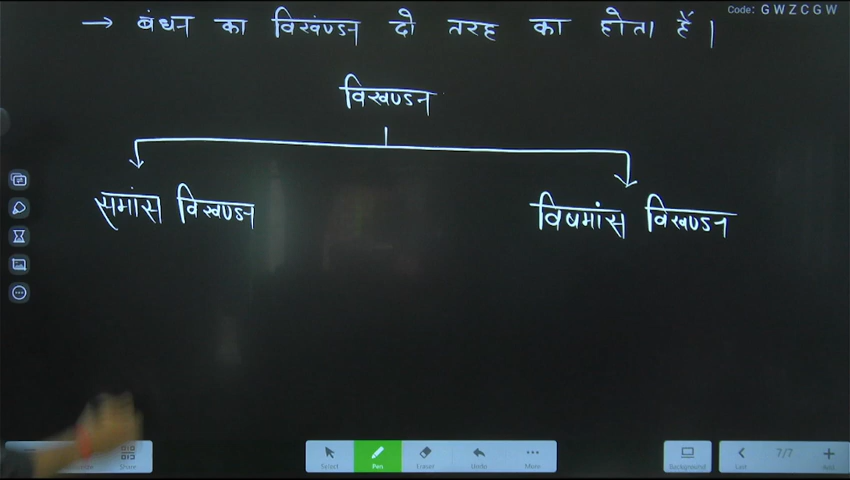 Code: G W Z C G W
→ बंधन का विखंण्डन दो तरह का होता हैं |
विखण्डन
समांस विखण्डन विषमांस विखण्डन
Share Select Pen Eraser Undo More Background Last 7/7 Add